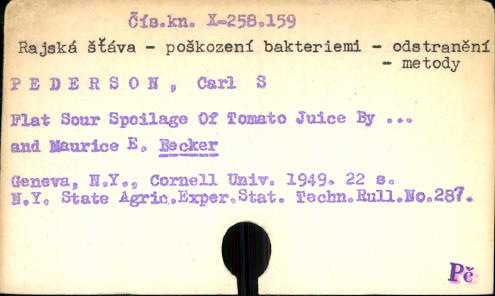 Čís.kn. X-258.159
Rajská šťáva - poškození bakteriemi - odstranění
- metody
P E D E R S O N , Carl S
Flat Sour Spoilage Of Tomato Juice By ...
and Maurice E. Becker
Geneva, N.Y., Cornell Univ. 1949. 22 s.
N.Y. State Agric.Exper.Stat. Techn.Bull.No.287.
Pč